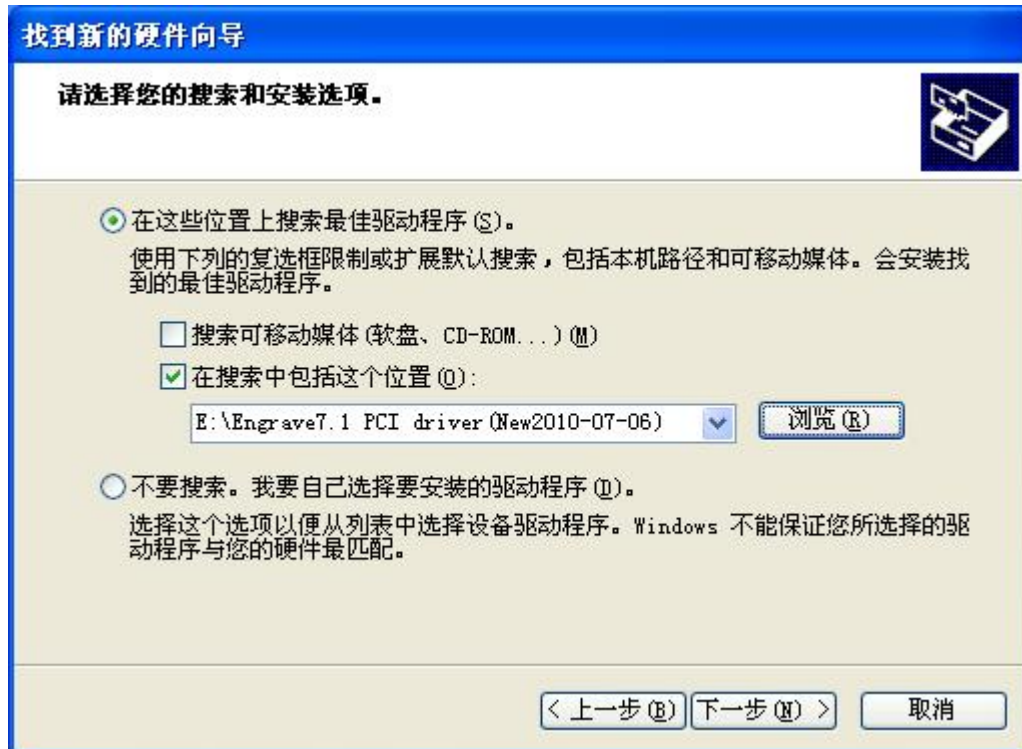 找到新的硬件向导
请选择您的搜索和安装选项。
在这些位置上搜索最佳驱动程序(S)。
使用下列的复选框限制或扩展默认搜索，包括本机路径和可移动媒体。会安装找
到的最佳驱动程序。
搜索可移动媒体(软盘、CD-ROM...)(M)
在搜索中包括这个位置(O):
E:\Engrave7.1 PCI driver(New2010-07-06)
浏览(R)
不要搜索。我要自己选择要安装的驱动程序(D)。
选择这个选项以便从列表中选择设备驱动程序。Windows 不能保证您所选择的驱
动程序与您的硬件最匹配。
< 上一步(B) 下一步(N) > 取消